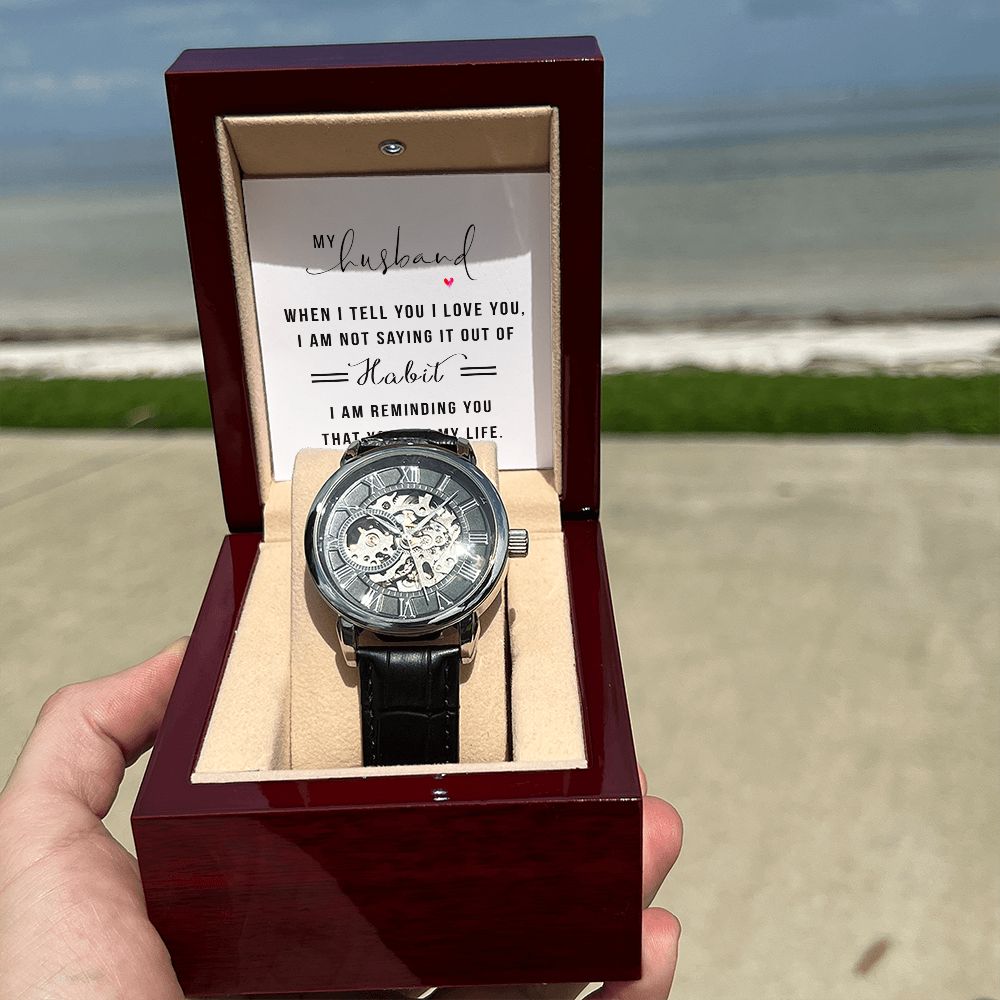 MY husband
WHEN I TELL YOU I LOVE YOU,
I AM NOT SAYING IT OUT OF
Habit
I AM REMINDING YOU
THAT MY LIFE.
XII